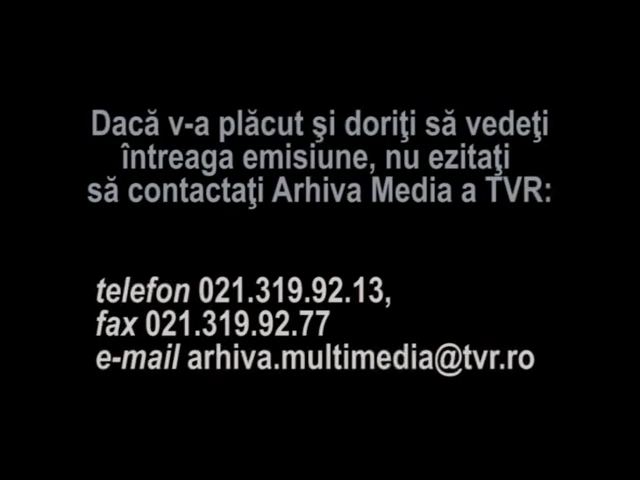 Dacă v-a plăcut şi doriţi să vedeţi
întreaga emisiune, nu ezitaţi
să contactaţi Arhiva Media a TVR:
telefon 021.319.92.13,
fax 021.319.92.77
e-mail arhiva.multimedia@tvr.ro